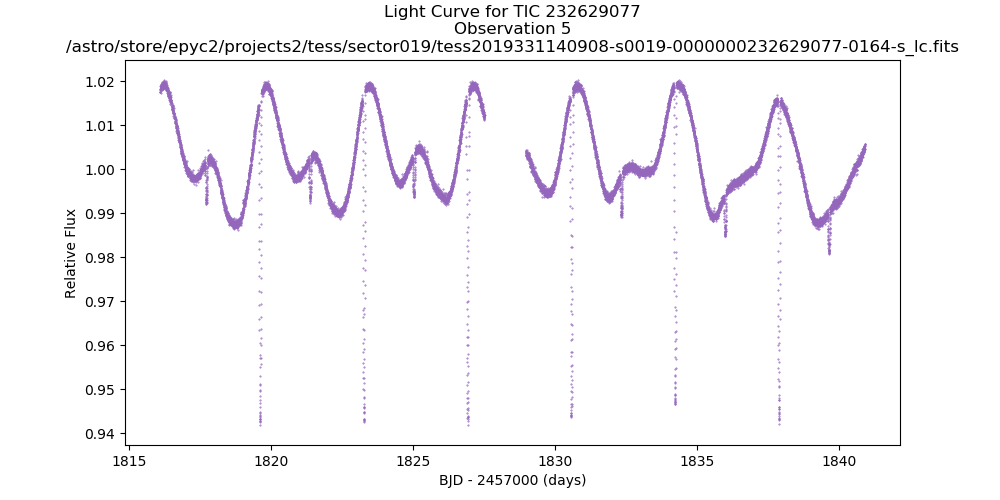 Light Curve for TIC 232629077
Observation 5
/astro/store/epyc2/projects2/tess/sector019/tess2019331140908-s0019-0000000232629077-0164-s_lc.fits
1.02
1.01
1.00
0.99
0.98
0.97
0.96
0.95
0.94
Relative Flux
1815 1820 1825 1830 1835 1840
BJD - 2457000 (days)